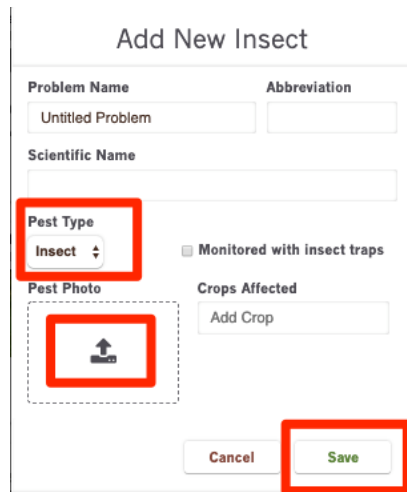 Add New Insect
Problem Name Abbreviation
Untitled Problem
Scientific Name
Pest Type
Insect Monitored with insect traps
Pest Photo Crops Affected
Add Crop
Cancel Save